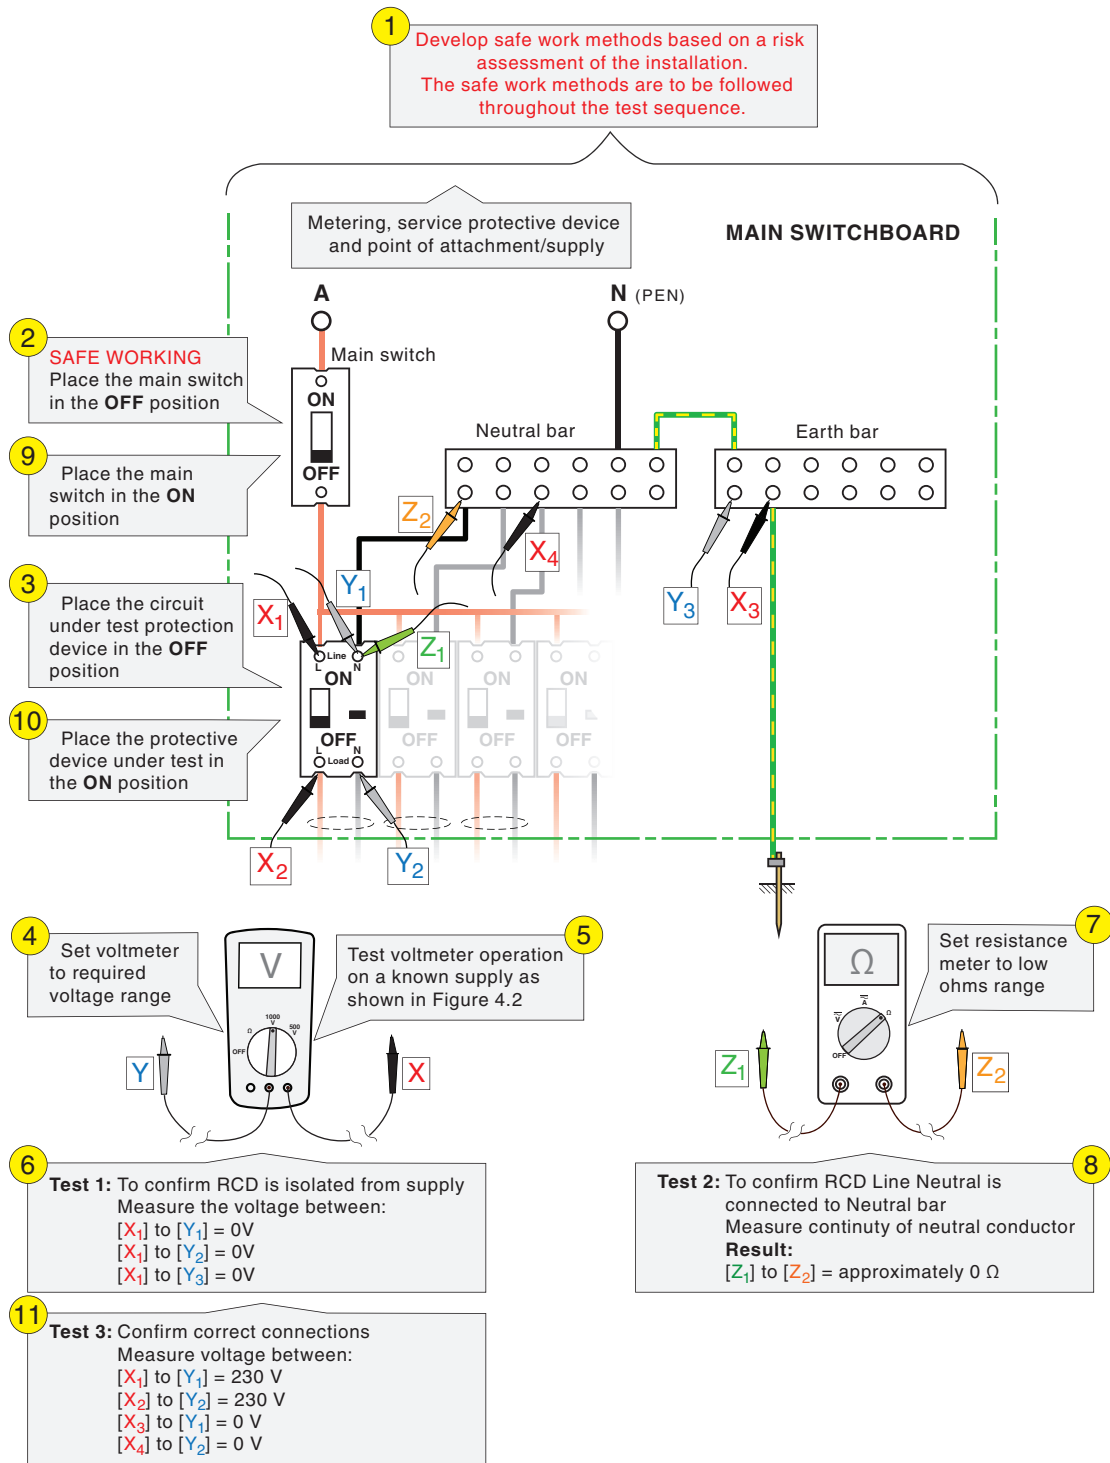 1
Develop safe work methods based on a risk
assessment of the installation.
The safe work methods are to be followed
throughout the test sequence.
Metering, service protective device
and point of attachment/supply
MAIN SWITCHBOARD
A
N (PEN)
2
SAFE WORKING
Place the main switch
in the OFF position
Main switch
ON
OFF
Neutral bar
Earth bar
9
Place the main
switch in the ON
position
Z2
X4
Y3
X3
3
Place the circuit
under test protection
device in the OFF
position
X1
Y1
Z1
Line
L
N
ON
OFF
L
N
Load
ON
OFF
ON
OFF
ON
OFF
10
Place the protective
device under test in
the ON position
X2
Y2
4
Set voltmeter
to required
voltage range
V
1000
V
500
V
Ω
OFF
5
Test voltmeter operation
on a known supply as
shown in Figure 4.2
Y
X
7
Set resistance
meter to low
ohms range
Ω
A
V
Ω
OFF
Z1
Z2
6
Test 1: To confirm RCD is isolated from supply
Measure the voltage between:
[X1] to [Y1] = 0V
[X1] to [Y2] = 0V
[X1] to [Y3] = 0V
8
Test 2: To confirm RCD Line Neutral is
connected to Neutral bar
Measure continuty of neutral conductor
Result:
[Z1] to [Z2] = approximately 0 Ω
11
Test 3: Confirm correct connections
Measure voltage between:
[X1] to [Y1] = 230 V
[X2] to [Y2] = 230 V
[X3] to [Y1] = 0 V
[X4] to [Y2] = 0 V